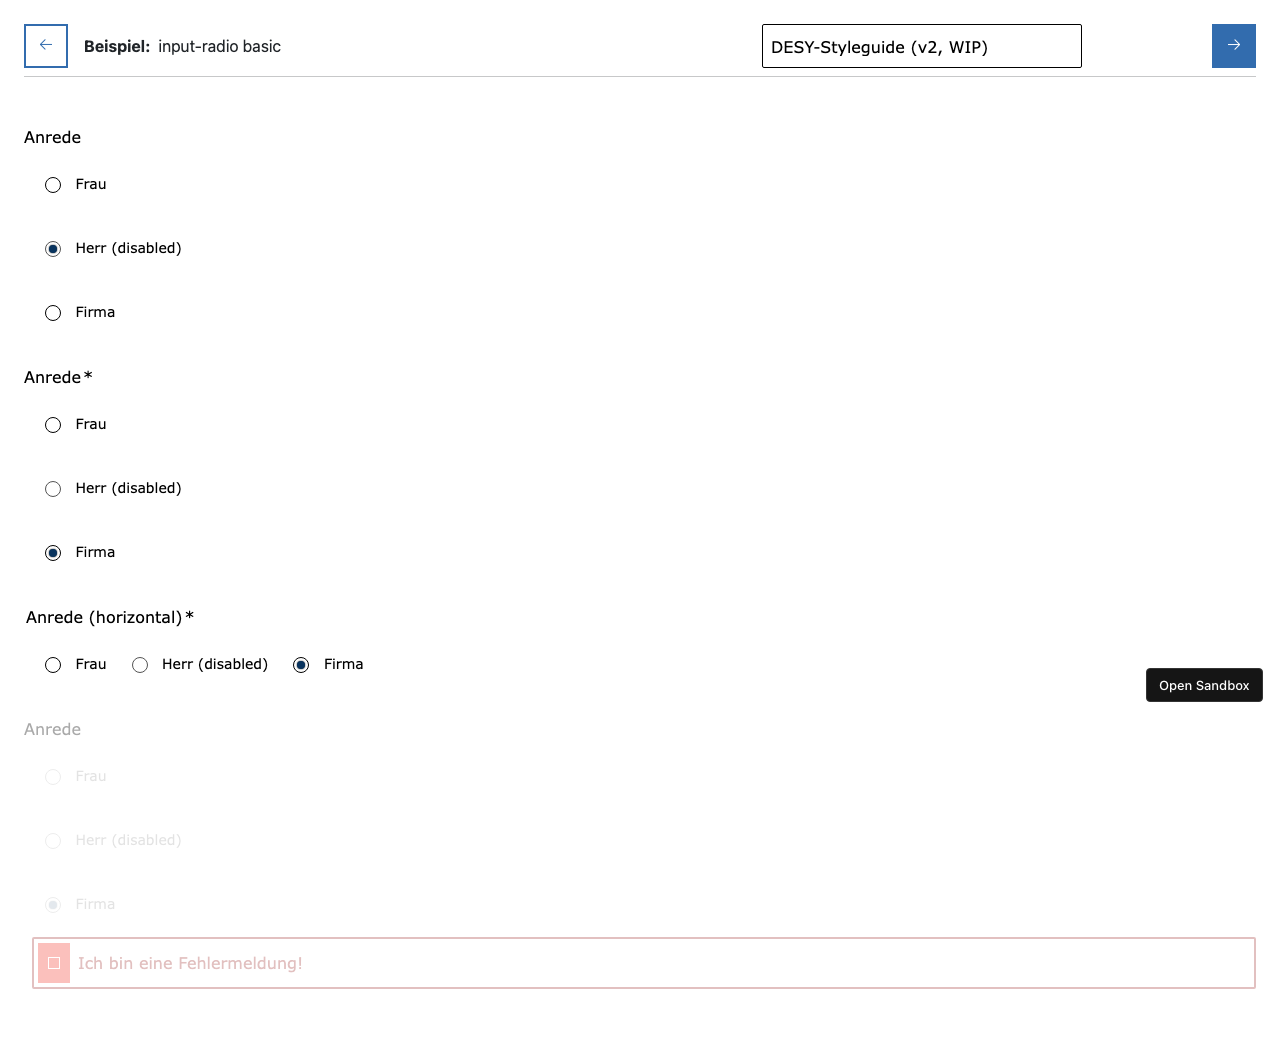 Beispiel: input-radio basic
DESY-Styleguide (v2, WIP)
Anrede
Frau
Herr (disabled)
Firma
Anrede*
Frau
Herr (disabled)
Firma
Anrede (horizontal)*
Frau Herr (disabled) Firma
Open Sandbox
Anrede
Frau
Herr (disabled)
Firma
Ich bin eine Fehlermeldung!